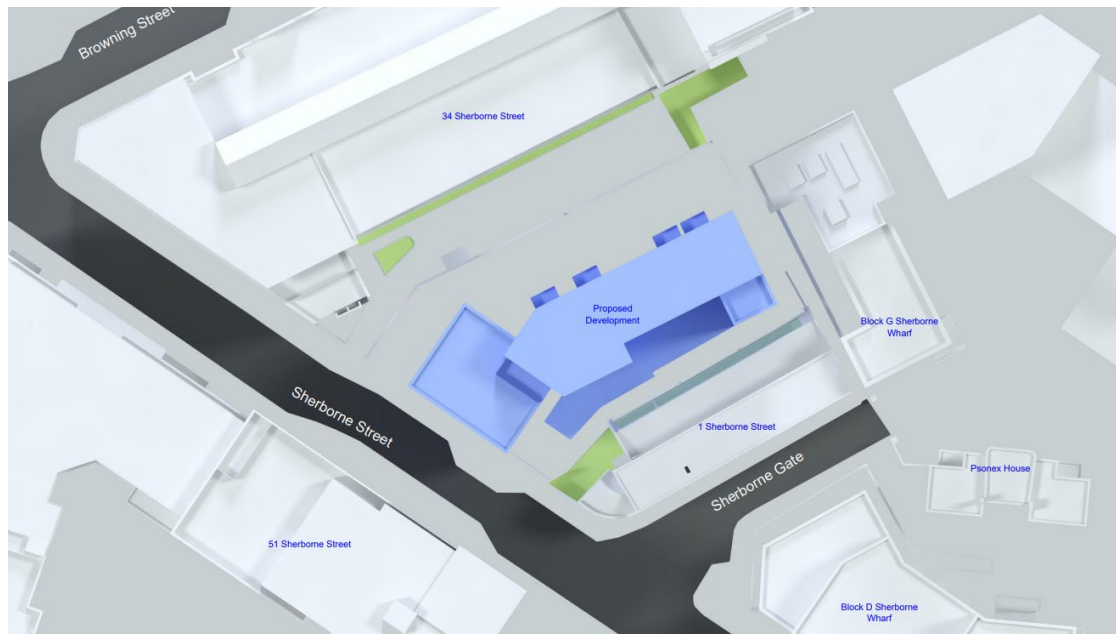 Browning Street
34 Sherborne Street
Proposed
Development
Block G Sherborne
Wharf
Sherborne Street
1 Sherborne Street
Sherborne Gate
Psonex House
51 Sherborne Street
Block D Sherborne
Wharf